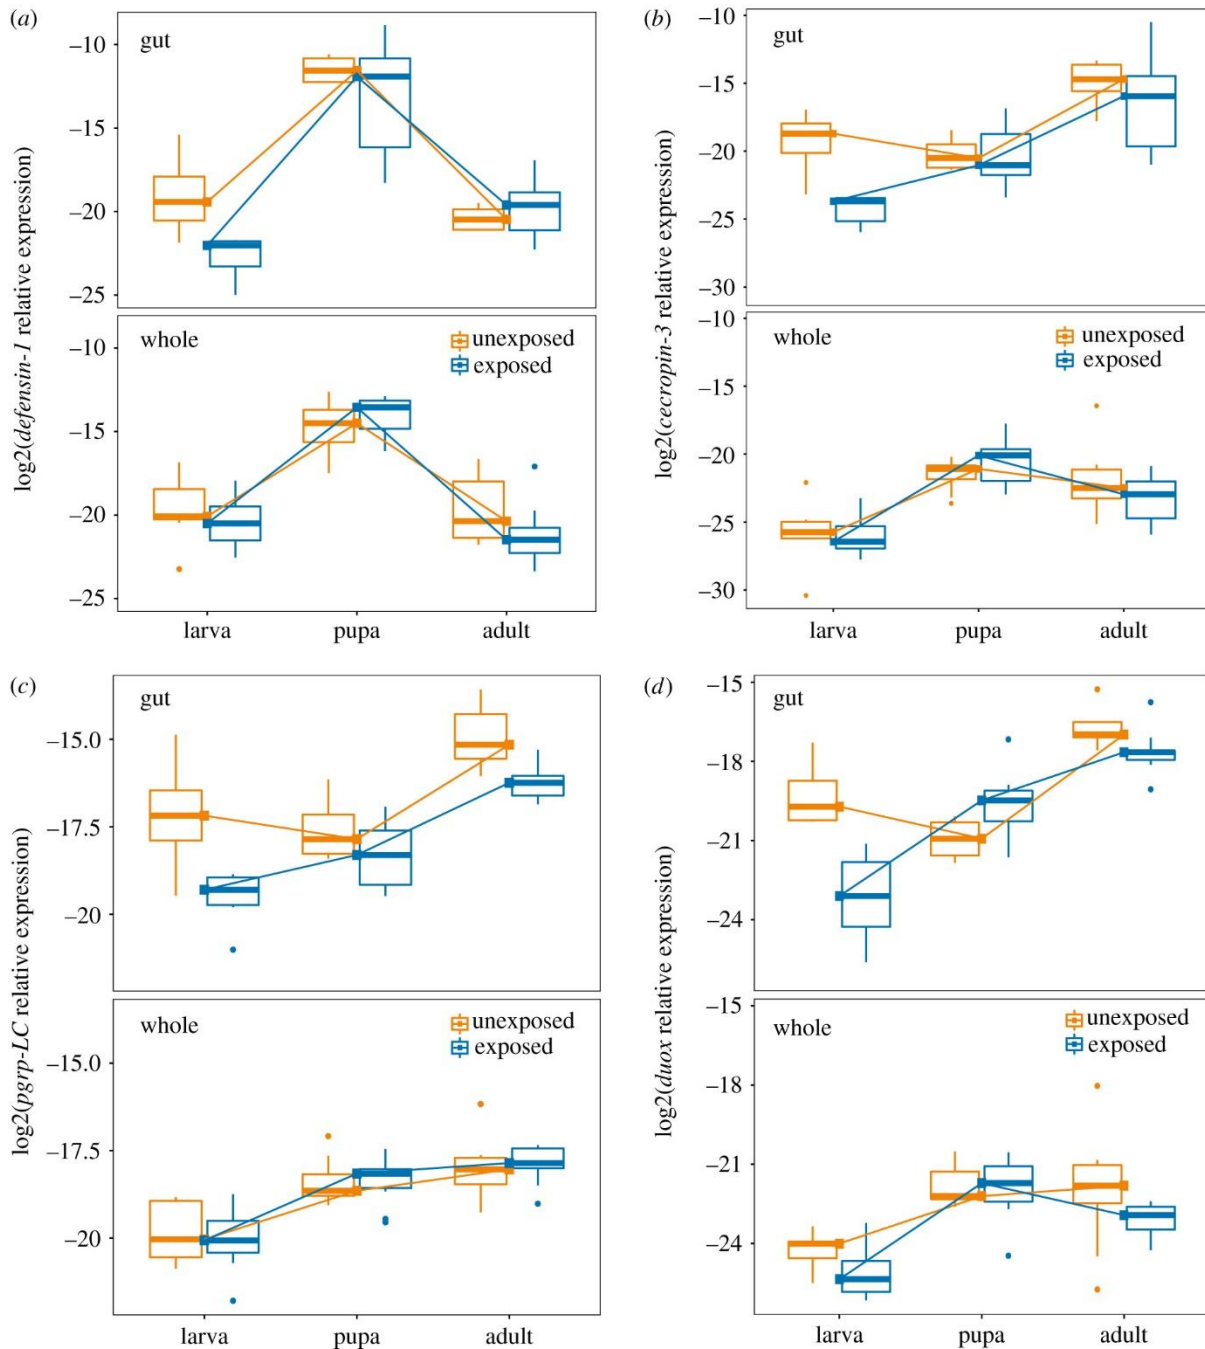 (a)
gut
−10
−15
−20
−25
whole
unexposed
exposed
−10
−15
−20
−25
log2(defensin-1 relative expression)
larva pupa adult
(b)
gut
−10
−15
−20
−25
−30
whole
unexposed
exposed
−10
−15
−20
−25
−30
log2(cecropin-3 relative expression)
larva pupa adult
(c)
gut
−15.0
−17.5
−20
whole
unexposed
exposed
−15.0
−17.5
−20
log2(pgrp-LC relative expression)
larva pupa adult
(d)
gut
−15
−18
−21
−24
whole
unexposed
exposed
−15
−18
−21
−24
log2(duox relative expression)
larva pupa adult